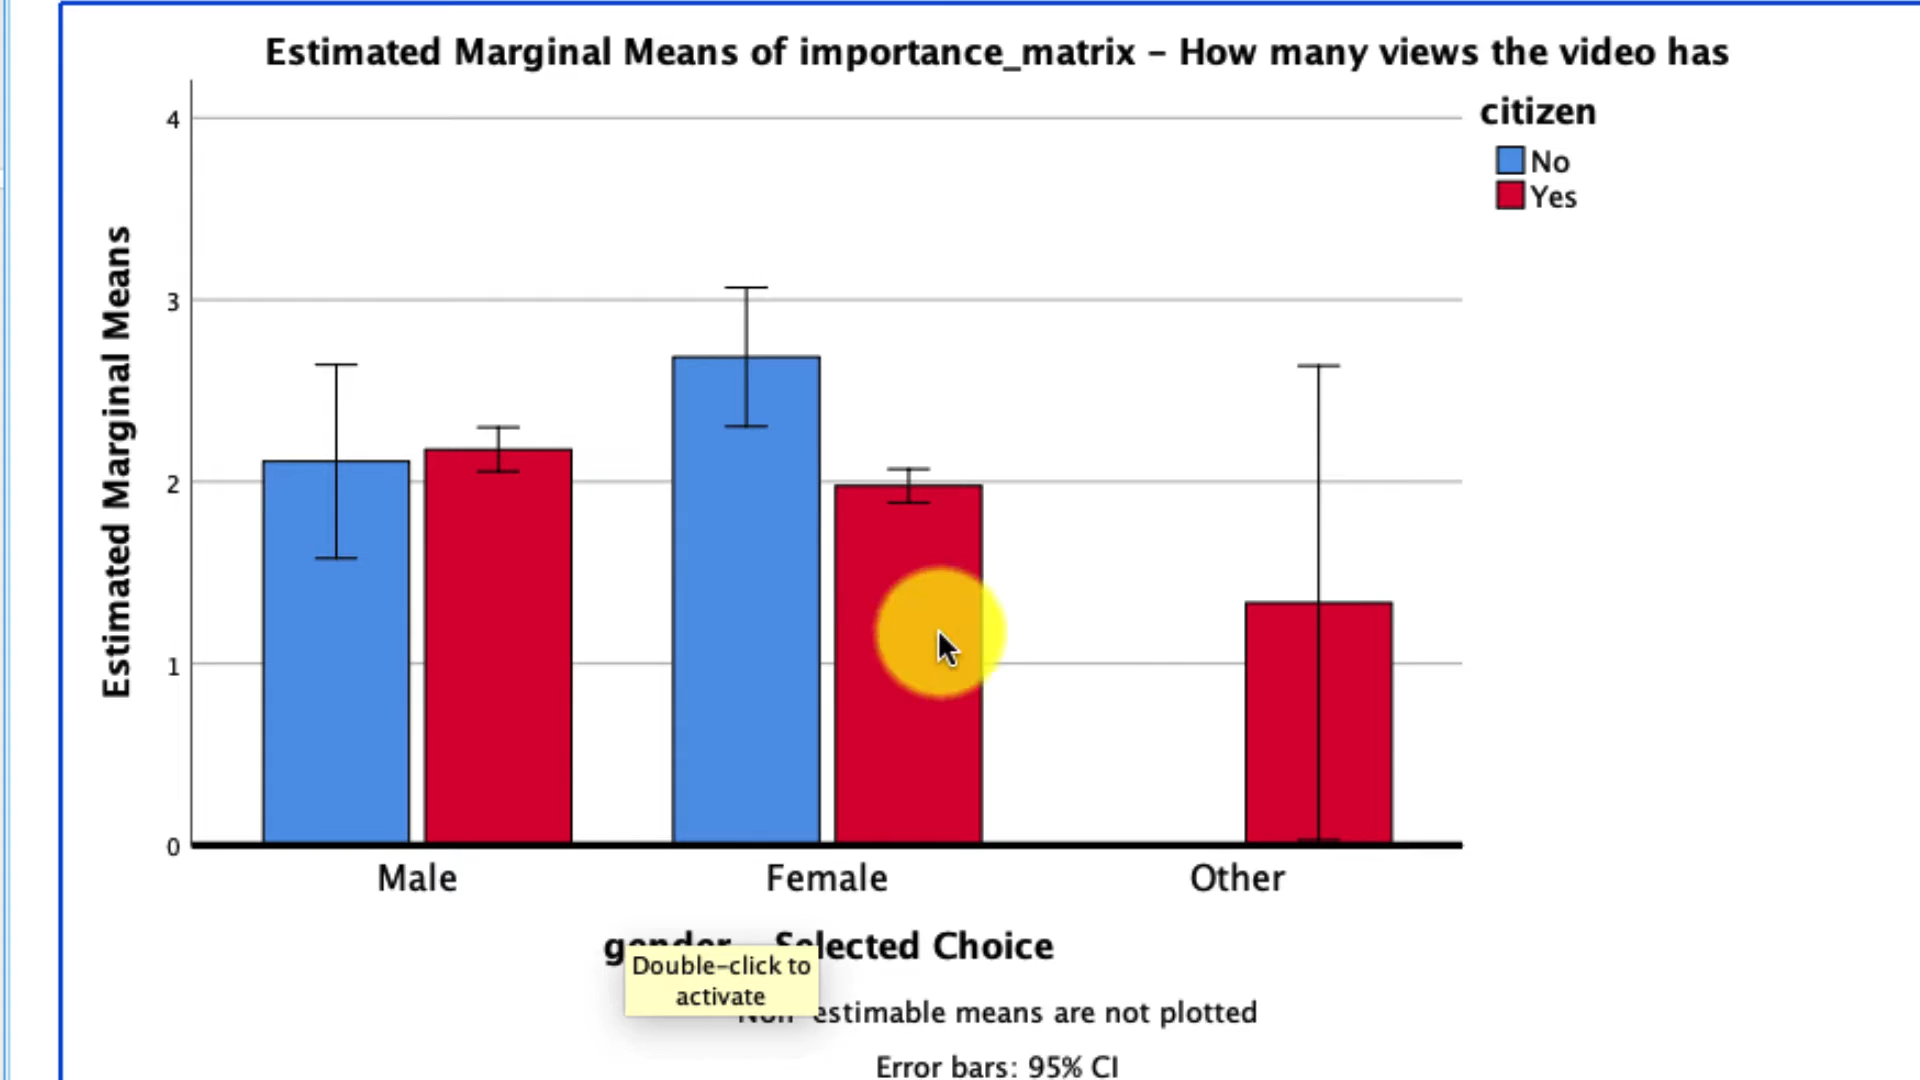 Estimated Marginal Means of importance_matrix – How many views the video has
citizen
No
Yes
Estimated Marginal Means
4
3
2
1
0
Male
Female
Other
gender - Selected Choice
Double-click to
activate
Non-estimable means are not plotted
Error bars: 95% CI